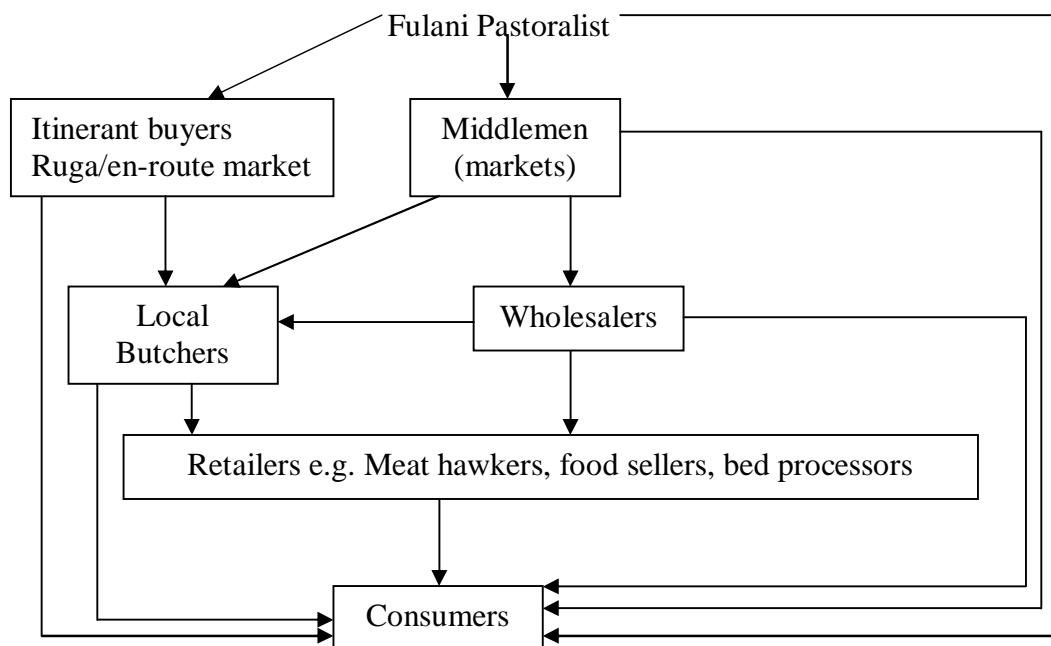 Fulani Pastoralist
Itinerant buyers
Ruga/en-route market
Middlemen
(markets)
Local
Butchers
Wholesalers
Retailers e.g. Meat hawkers, food sellers, bed processors
Consumers